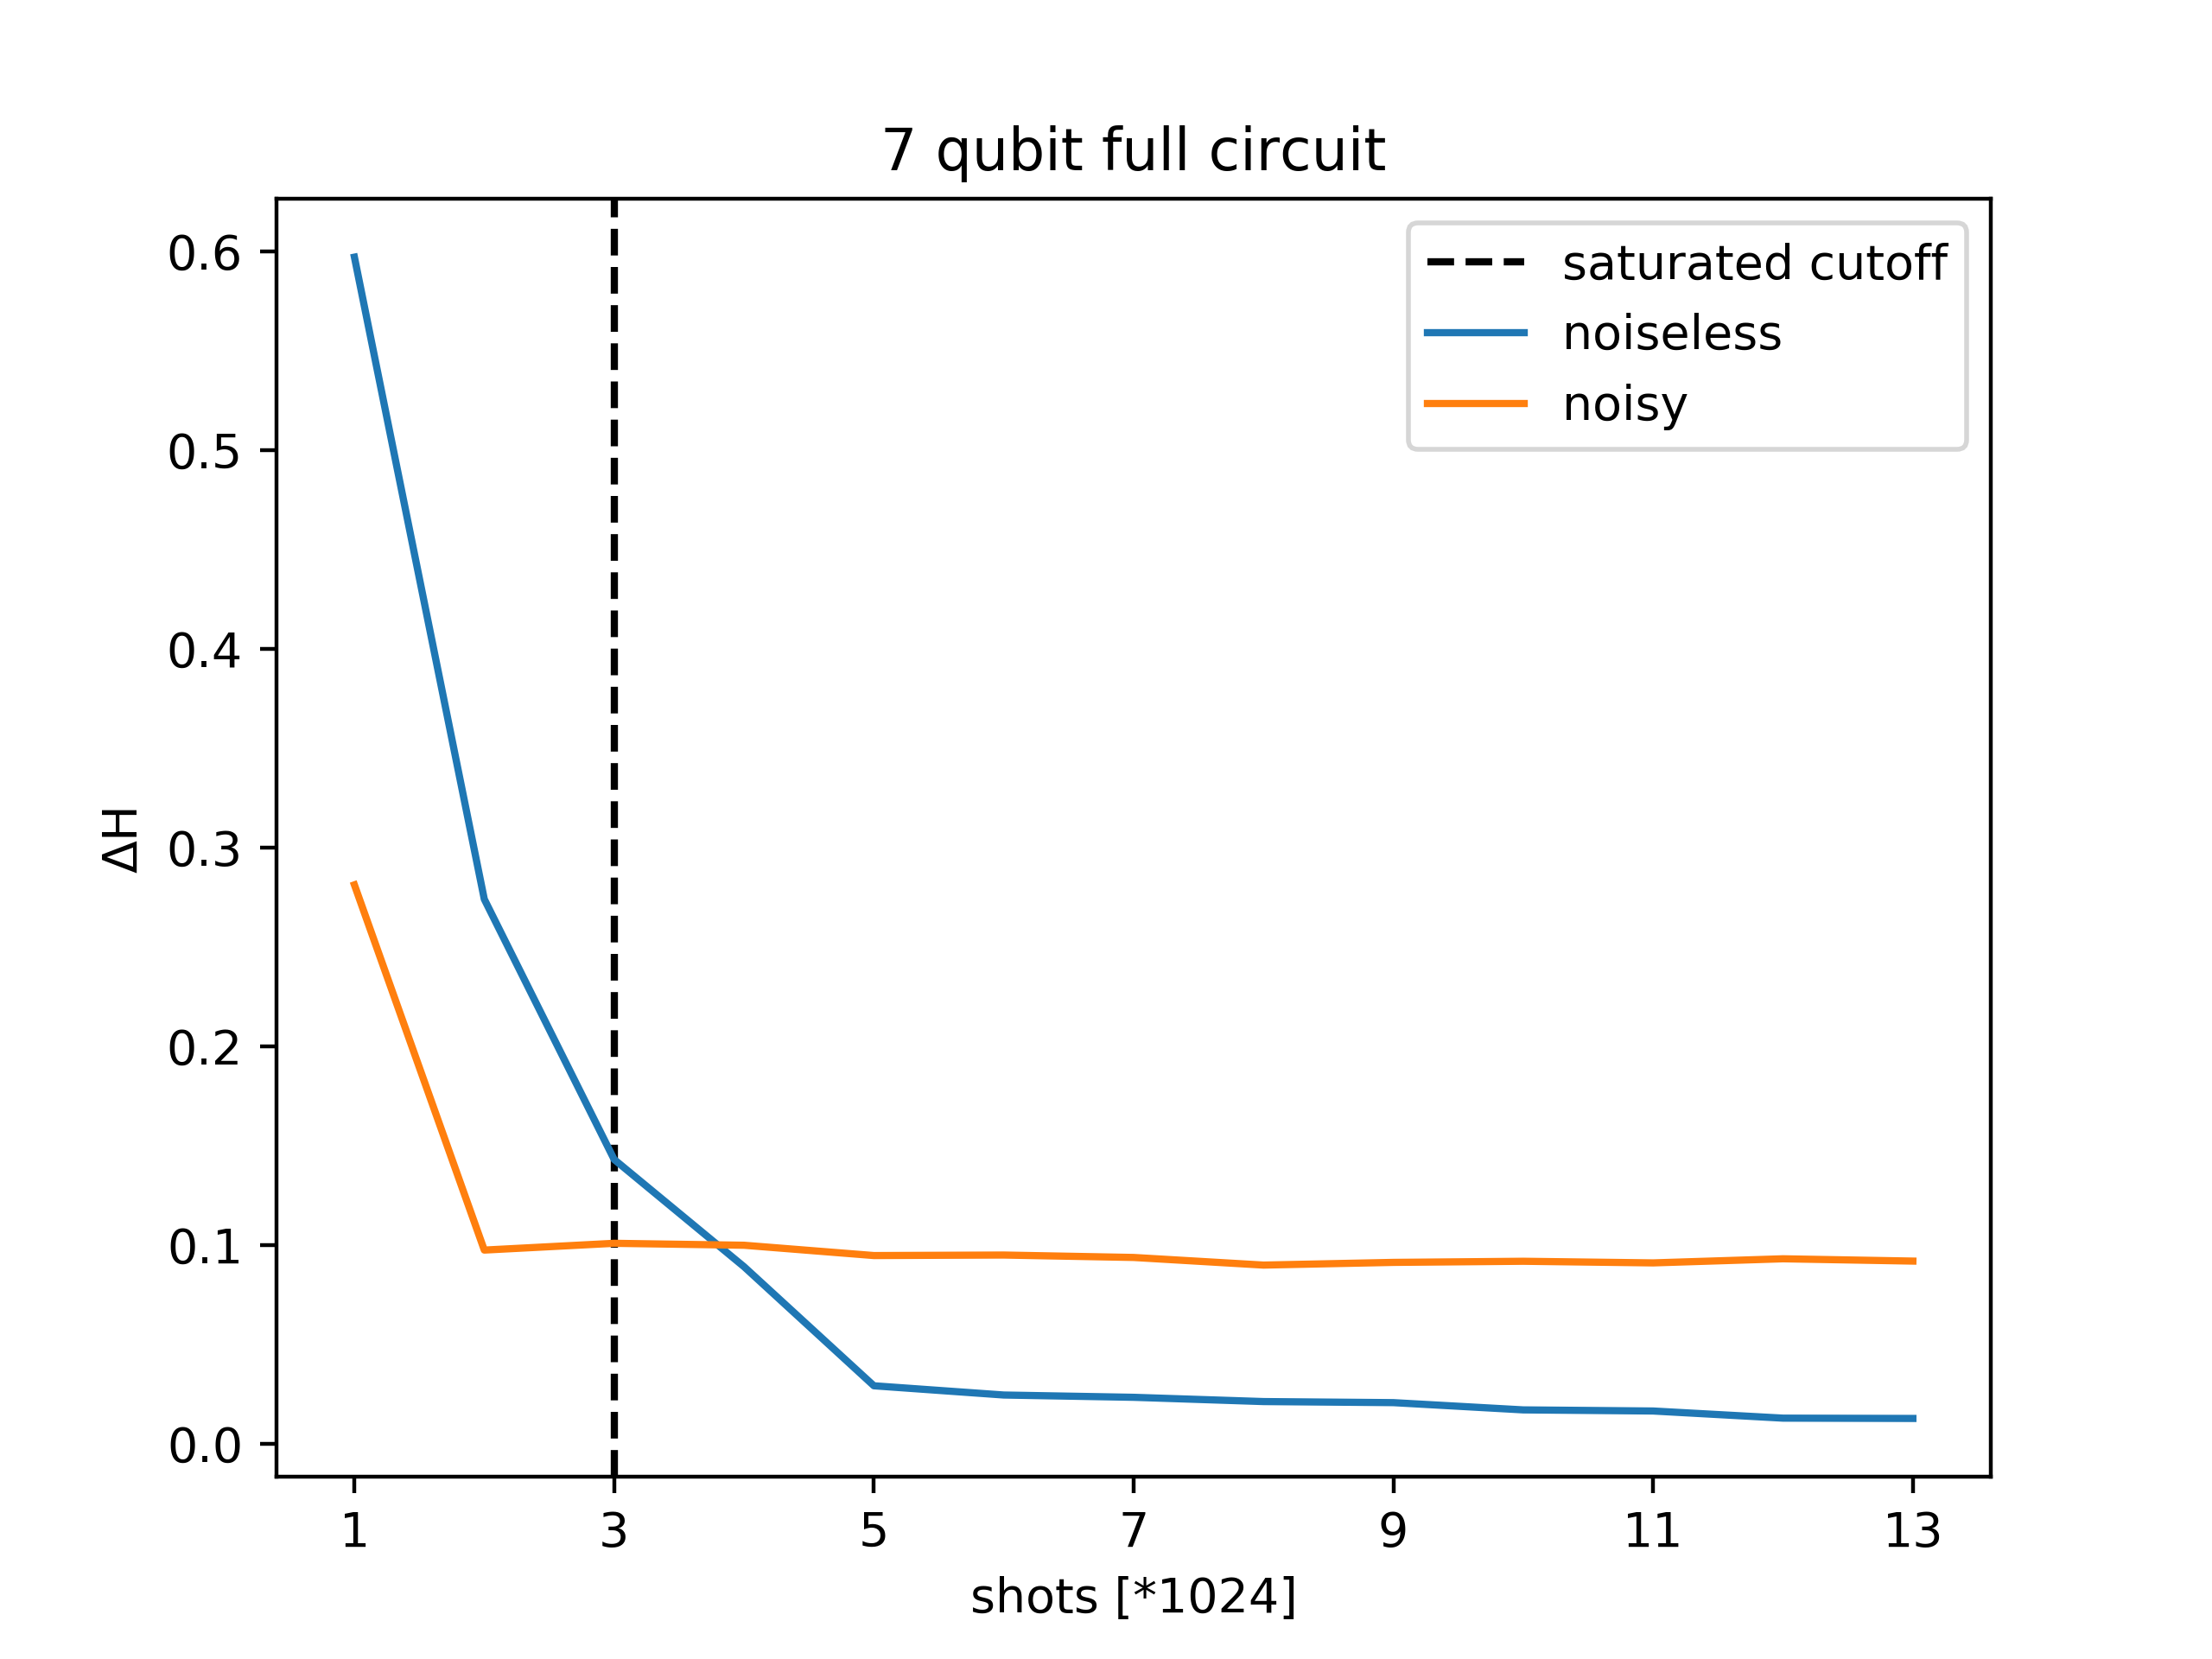 7 qubit full circuit
saturated cutoff
noiseless
noisy
0.6
0.5
0.4
0.3
0.2
0.1
0.0
ΔH
1 3 5 7 9 11 13
shots [*1024]